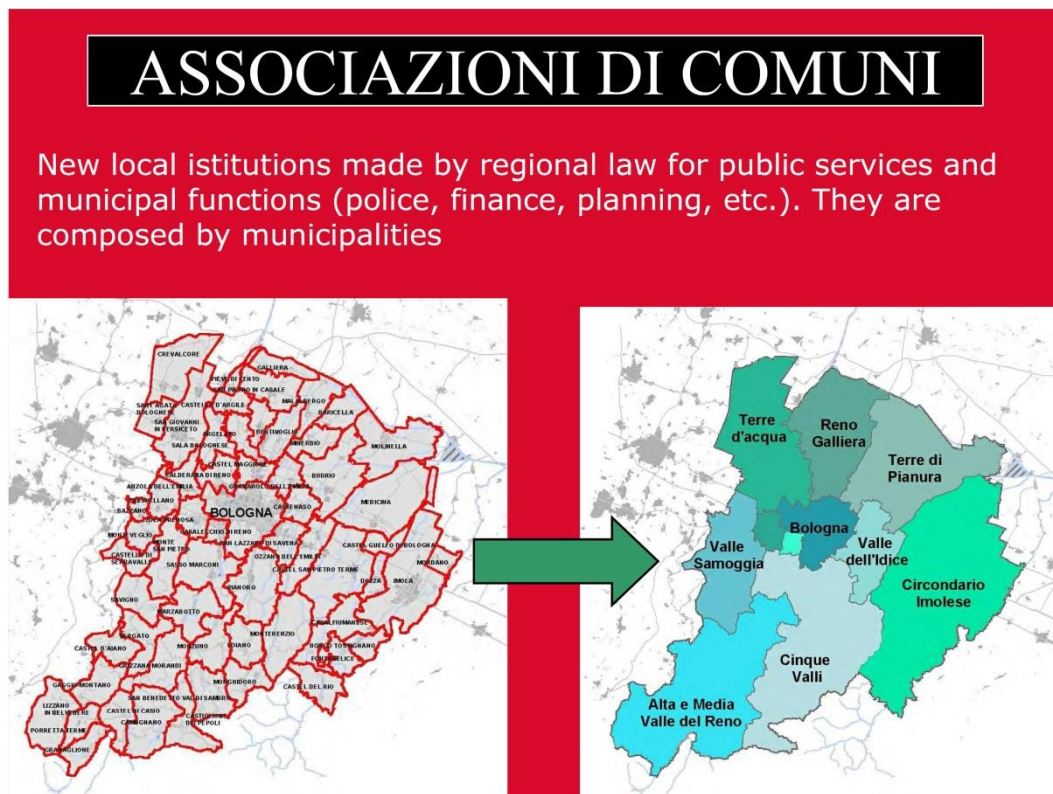 ASSOCIAZIONI DI COMUNI
New local istitutions made by regional law for public services and
municipal functions (police, finance, planning, etc.). They are
composed by municipalities
CREVALCORE
GALLIERA
PIEVE DI CENTO
SAN PIETRO IN CASALE
SANT'AGATA
BOLOGNESE
CASTELLO D'ARGILE
MALALBERGO
BARICELLA
SAN GIOVANNI
IN PERSICETO
ARGELATO
BENTIVOGLIO
MINERBIO
MOLINELLA
SALA BOLOGNESE
CASTEL MAGGIORE
CALDERARA DI RENO
BUDRIO
ANZOLA DELL'EMILIA
GRANAROLO DELL'EMILIA
MEDICINA
BAZZANO
BOLOGNA
CASTENASO
MONTEVEGLIO
CASALECCHIO DI RENO
MONTE
SAN PIETRO
SAN LAZZARO DI SAVENA
CASTELLO DI
SERRAVALLE
SASSO MARCONI
OZZANO DELL'EMILIA
CASTEL GUELFO DI BOLOGNA
CASTEL SAN PIETRO TERME
MORDANO
DOZZA
IMOLA
PIANORO
SAVIGNO
MARZABOTTO
CASALFIUMANESE
VERGATO
MONZUNO
LOIANO
MONTERENZIO
BORGO TOSSIGNANO
FONTANELICE
CASTEL D'AIANO
GRIZZANA MORANDI
MONGHIDORO
CASTEL DEL RIO
GAGGIO MONTANO
SAN BENEDETTO VAL DI SAMBRO
LIZZANO
IN BELVEDERE
CASTEL DI CASIO
CASTIGLIONE
DEI PEPOLI
CAMUGNANO
PORRETTA TERME
GRANAGLIONE
Terre
d'acqua
Reno
Galliera
Terre di
Pianura
Bologna
Valle
Samoggia
Valle
dell'Idice
Circondario
Imolese
Cinque
Valli
Alta e Media
Valle del Reno